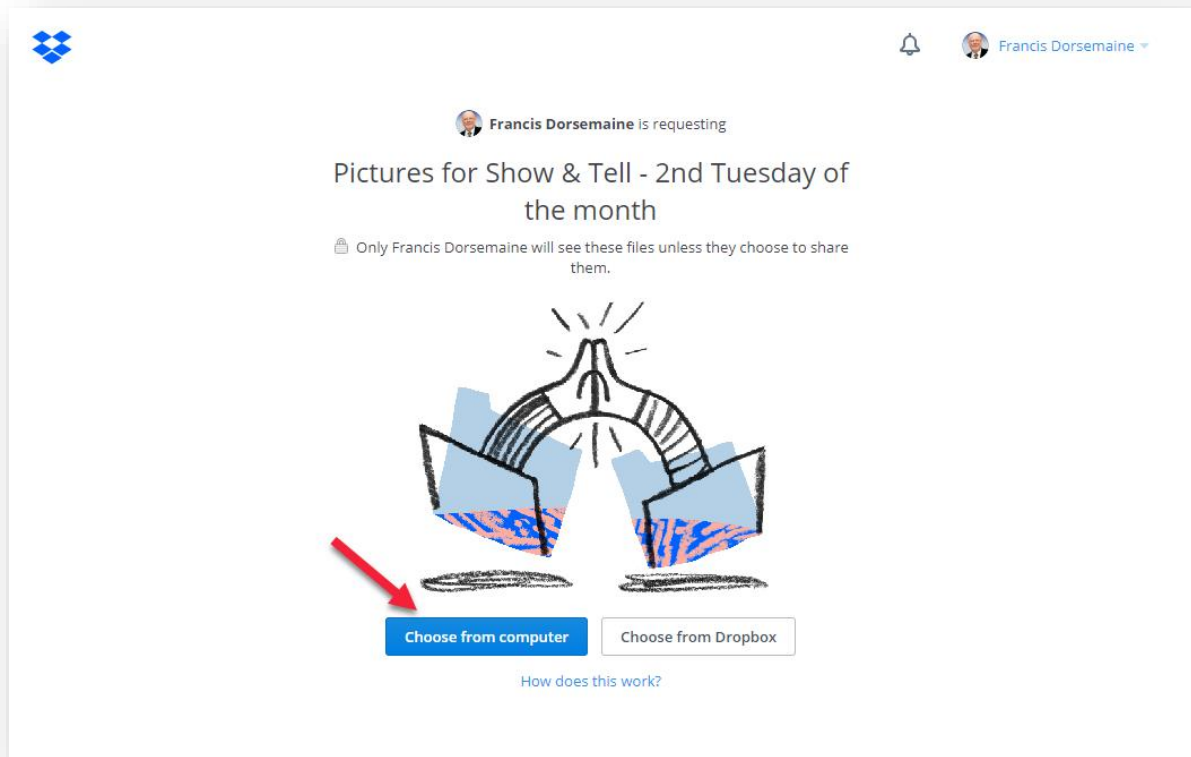 Francis Dorsemaine
Francis Dorsemaine is requesting
Pictures for Show & Tell - 2nd Tuesday of
the month
Only Francis Dorsemaine will see these files unless they choose to share
them.
Choose from computer
Choose from Dropbox
How does this work?